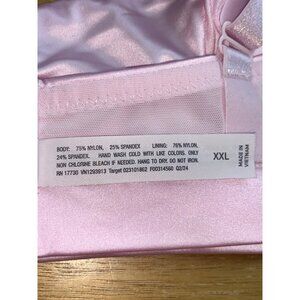 BODY: 75% NYLON, 25% SPANDEX LINING: 76% NYLON,
24% SPANDEX. HAND WASH COLD WITH LIKE COLORS. ONLY
NON CHLORINE BLEACH IF NEEDED. HANG TO DRY. DO NOT IRON.
RN 17730 VN1293913 Target 023101862 F00314560 Q2/24
XXL
MADE IN
VIETNAM